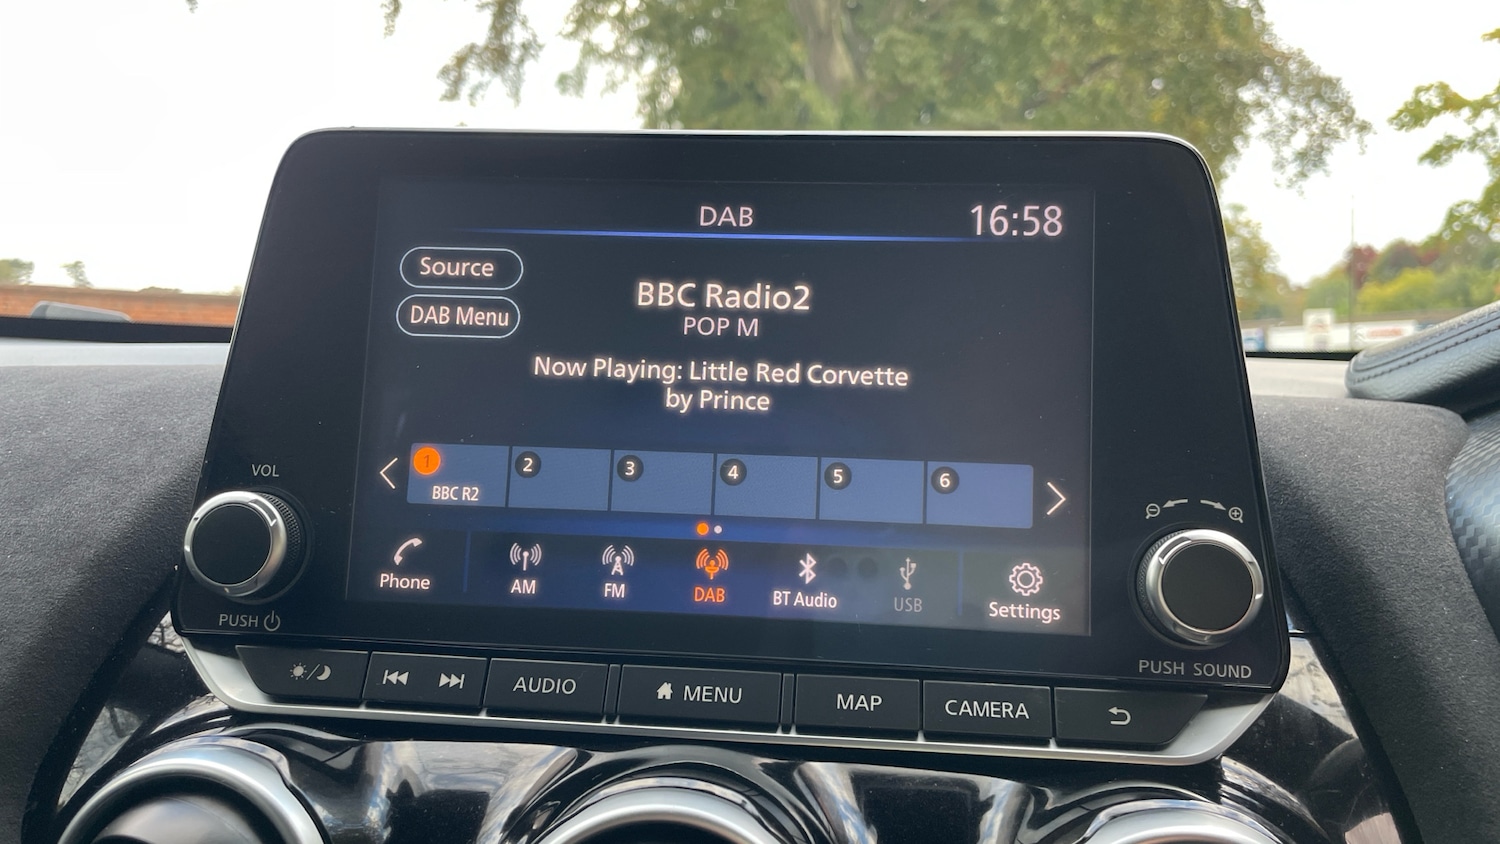 DAB
16:58
Source
DAB Menu
BBC Radio2
POP M
Now Playing: Little Red Corvette
by Prince
1
2
3
4
5
6
BBC R2
VOL
PUSH
Phone
AM
FM
DAB
BT Audio
USB
Settings
PUSH SOUND
AUDIO
MENU
MAP
CAMERA